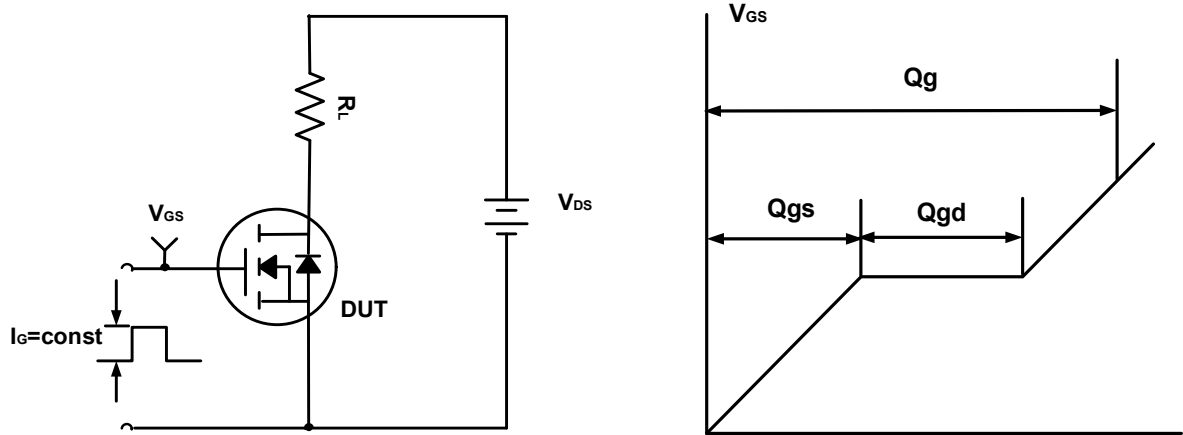 RL
VGS
VDS
DUT
IG=const
VGS
Qg
Qgs
Qgd